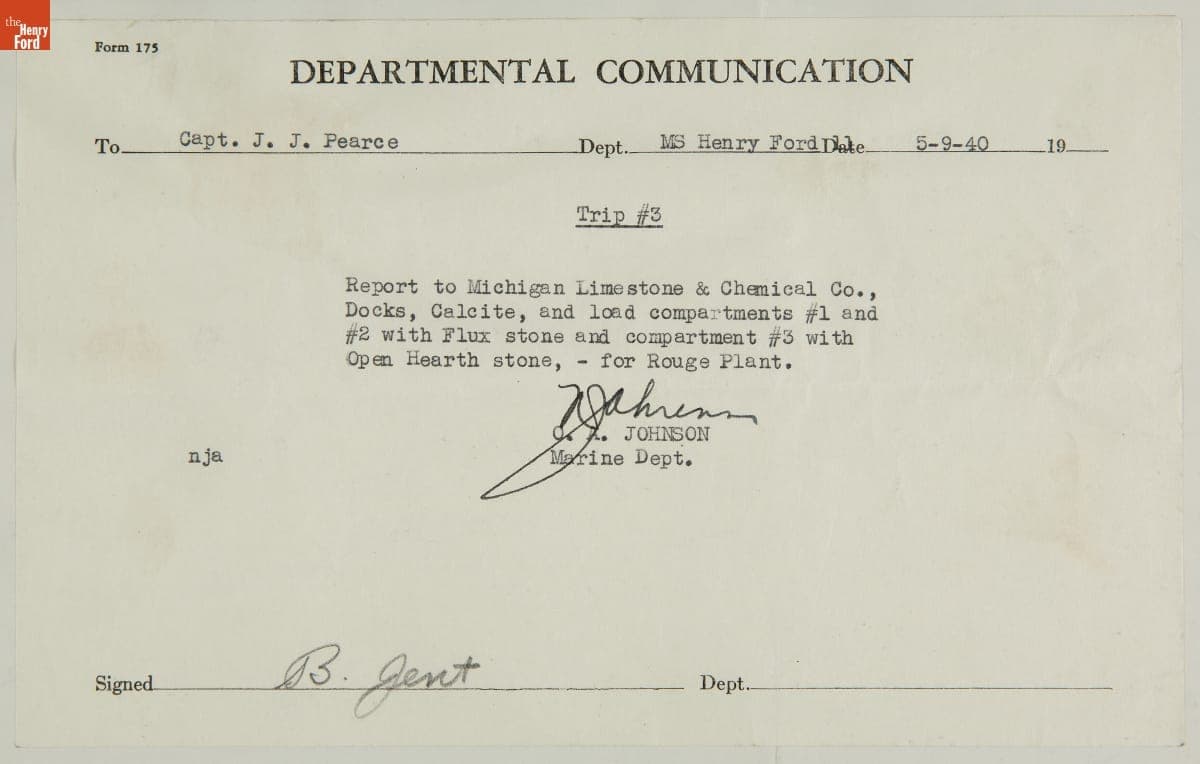 the Henry Ford
Form 175
DEPARTMENTAL COMMUNICATION
To Capt. J. J. Pearce Dept. MS Henry Ford II Date 5-9-40 19
Trip #3
Report to Michigan Limestone & Chemical Co.,
Docks, Calcite, and load compartments #1 and
#2 with Flux stone and compartment #3 with
Open Hearth stone, - for Rouge Plant.
JOHNSON
nja Marine Dept.
Signed B. Jent Dept.